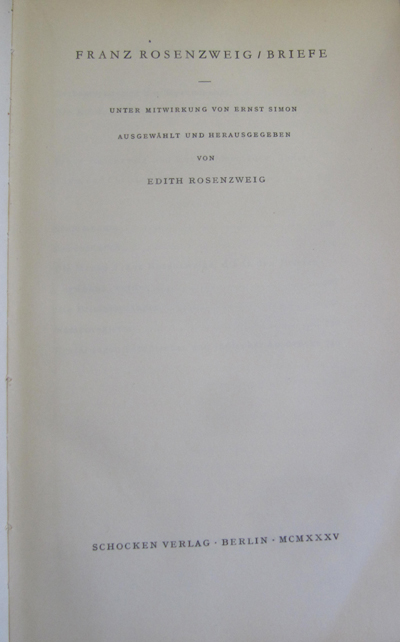 FRANZ ROSENZWEIG / BRIEFE
UNTER MITWIRKUNG VON ERNST SIMON
AUSGEWÄHLT UND HERAUSGEGEBEN
VON
EDITH ROSENZWEIG
SCHOCKEN VERLAG · BERLIN · MCMXXXV